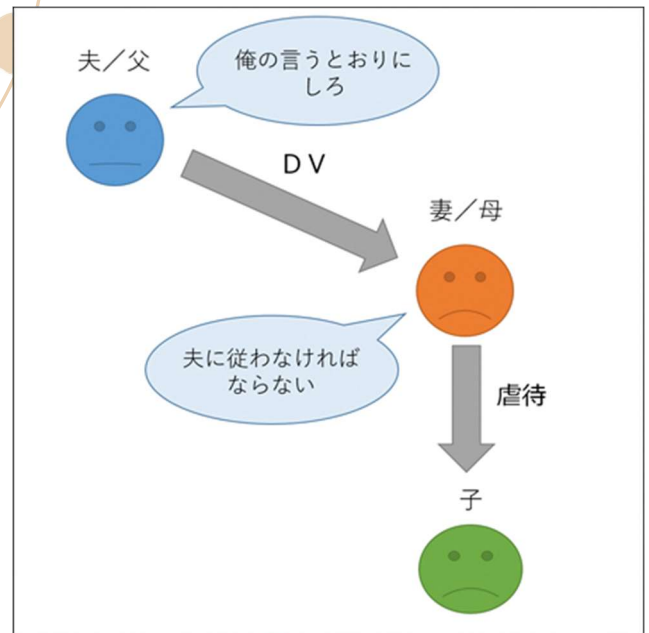 夫／父
俺の言うとおりに
しろ
ＤＶ
妻／母
夫に従わなければ
ならない
虐待
子